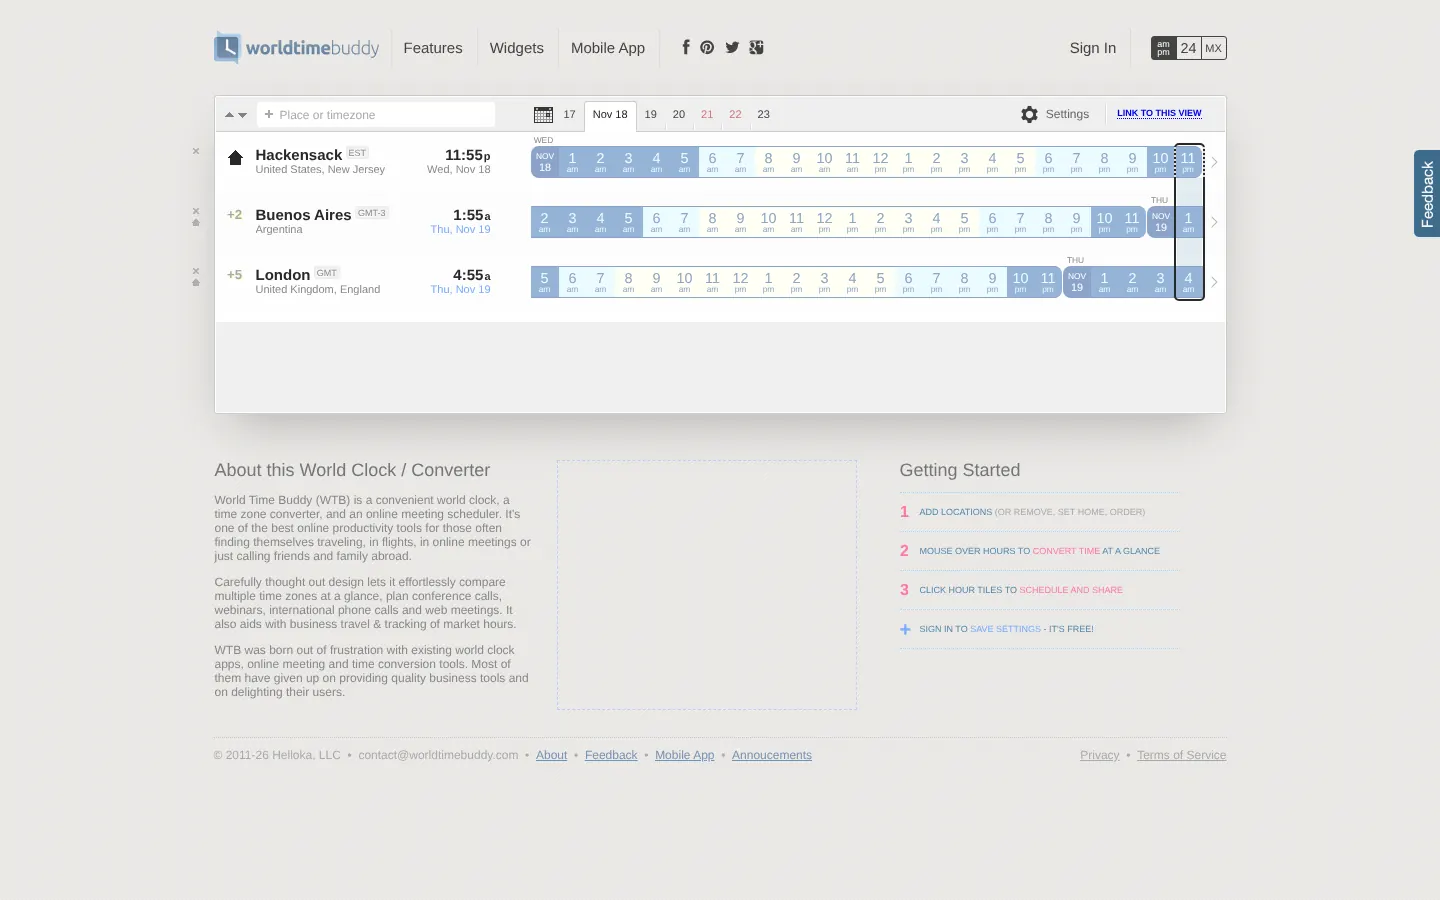 worldtimebuddy Features Widgets Mobile App Sign In am pm 24 MX
+ Place or timezone 17 Nov 18 19 20 21 22 23 Settings LINK TO THIS VIEW
WED
Hackensack EST 11:55p
United States, New Jersey Wed, Nov 18
NOV 18 1 am 2 am 3 am 4 am 5 am 6 am 7 am 8 am 9 am 10 am 11 am 12 pm 1 pm 2 pm 3 pm 4 pm 5 pm 6 pm 7 pm 8 pm 9 pm 10 pm 11 pm
THU
+2 Buenos Aires GMT-3 1:55a
Argentina Thu, Nov 19
2 am 3 am 4 am 5 am 6 am 7 am 8 am 9 am 10 am 11 am 12 pm 1 pm 2 pm 3 pm 4 pm 5 pm 6 pm 7 pm 8 pm 9 pm 10 pm 11 pm NOV 19 1 am
THU
+5 London GMT 4:55a
United Kingdom, England Thu, Nov 19
5 am 6 am 7 am 8 am 9 am 10 am 11 am 12 pm 1 pm 2 pm 3 pm 4 pm 5 pm 6 pm 7 pm 8 pm 9 pm 10 pm 11 pm NOV 19 1 am 2 am 3 am 4 am
Feedback
About this World Clock / Converter
World Time Buddy (WTB) is a convenient world clock, a
time zone converter, and an online meeting scheduler. It's
one of the best online productivity tools for those often
finding themselves traveling, in flights, in online meetings or
just calling friends and family abroad.
Carefully thought out design lets it effortlessly compare
multiple time zones at a glance, plan conference calls,
webinars, international phone calls and web meetings. It
also aids with business travel & tracking of market hours.
WTB was born out of frustration with existing world clock
apps, online meeting and time conversion tools. Most of
them have given up on providing quality business tools and
on delighting their users.
Getting Started
1 ADD LOCATIONS (OR REMOVE, SET HOME, ORDER)
2 MOUSE OVER HOURS TO CONVERT TIME AT A GLANCE
3 CLICK HOUR TILES TO SCHEDULE AND SHARE
+ SIGN IN TO SAVE SETTINGS - IT'S FREE!
© 2011-26 Helloka, LLC • contact@worldtimebuddy.com • About • Feedback • Mobile App • Annoucements Privacy • Terms of Service